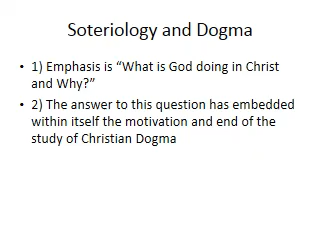 Soteriology and Dogma
• 1) Emphasis is “What is God doing in Christ
and Why?”
• 2) The answer to this question has embedded
within itself the motivation and end of the
study of Christian Dogma